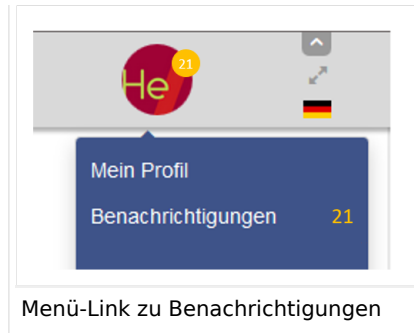 21
He
Mein Profil
Benachrichtigungen 21
Menü-Link zu Benachrichtigungen